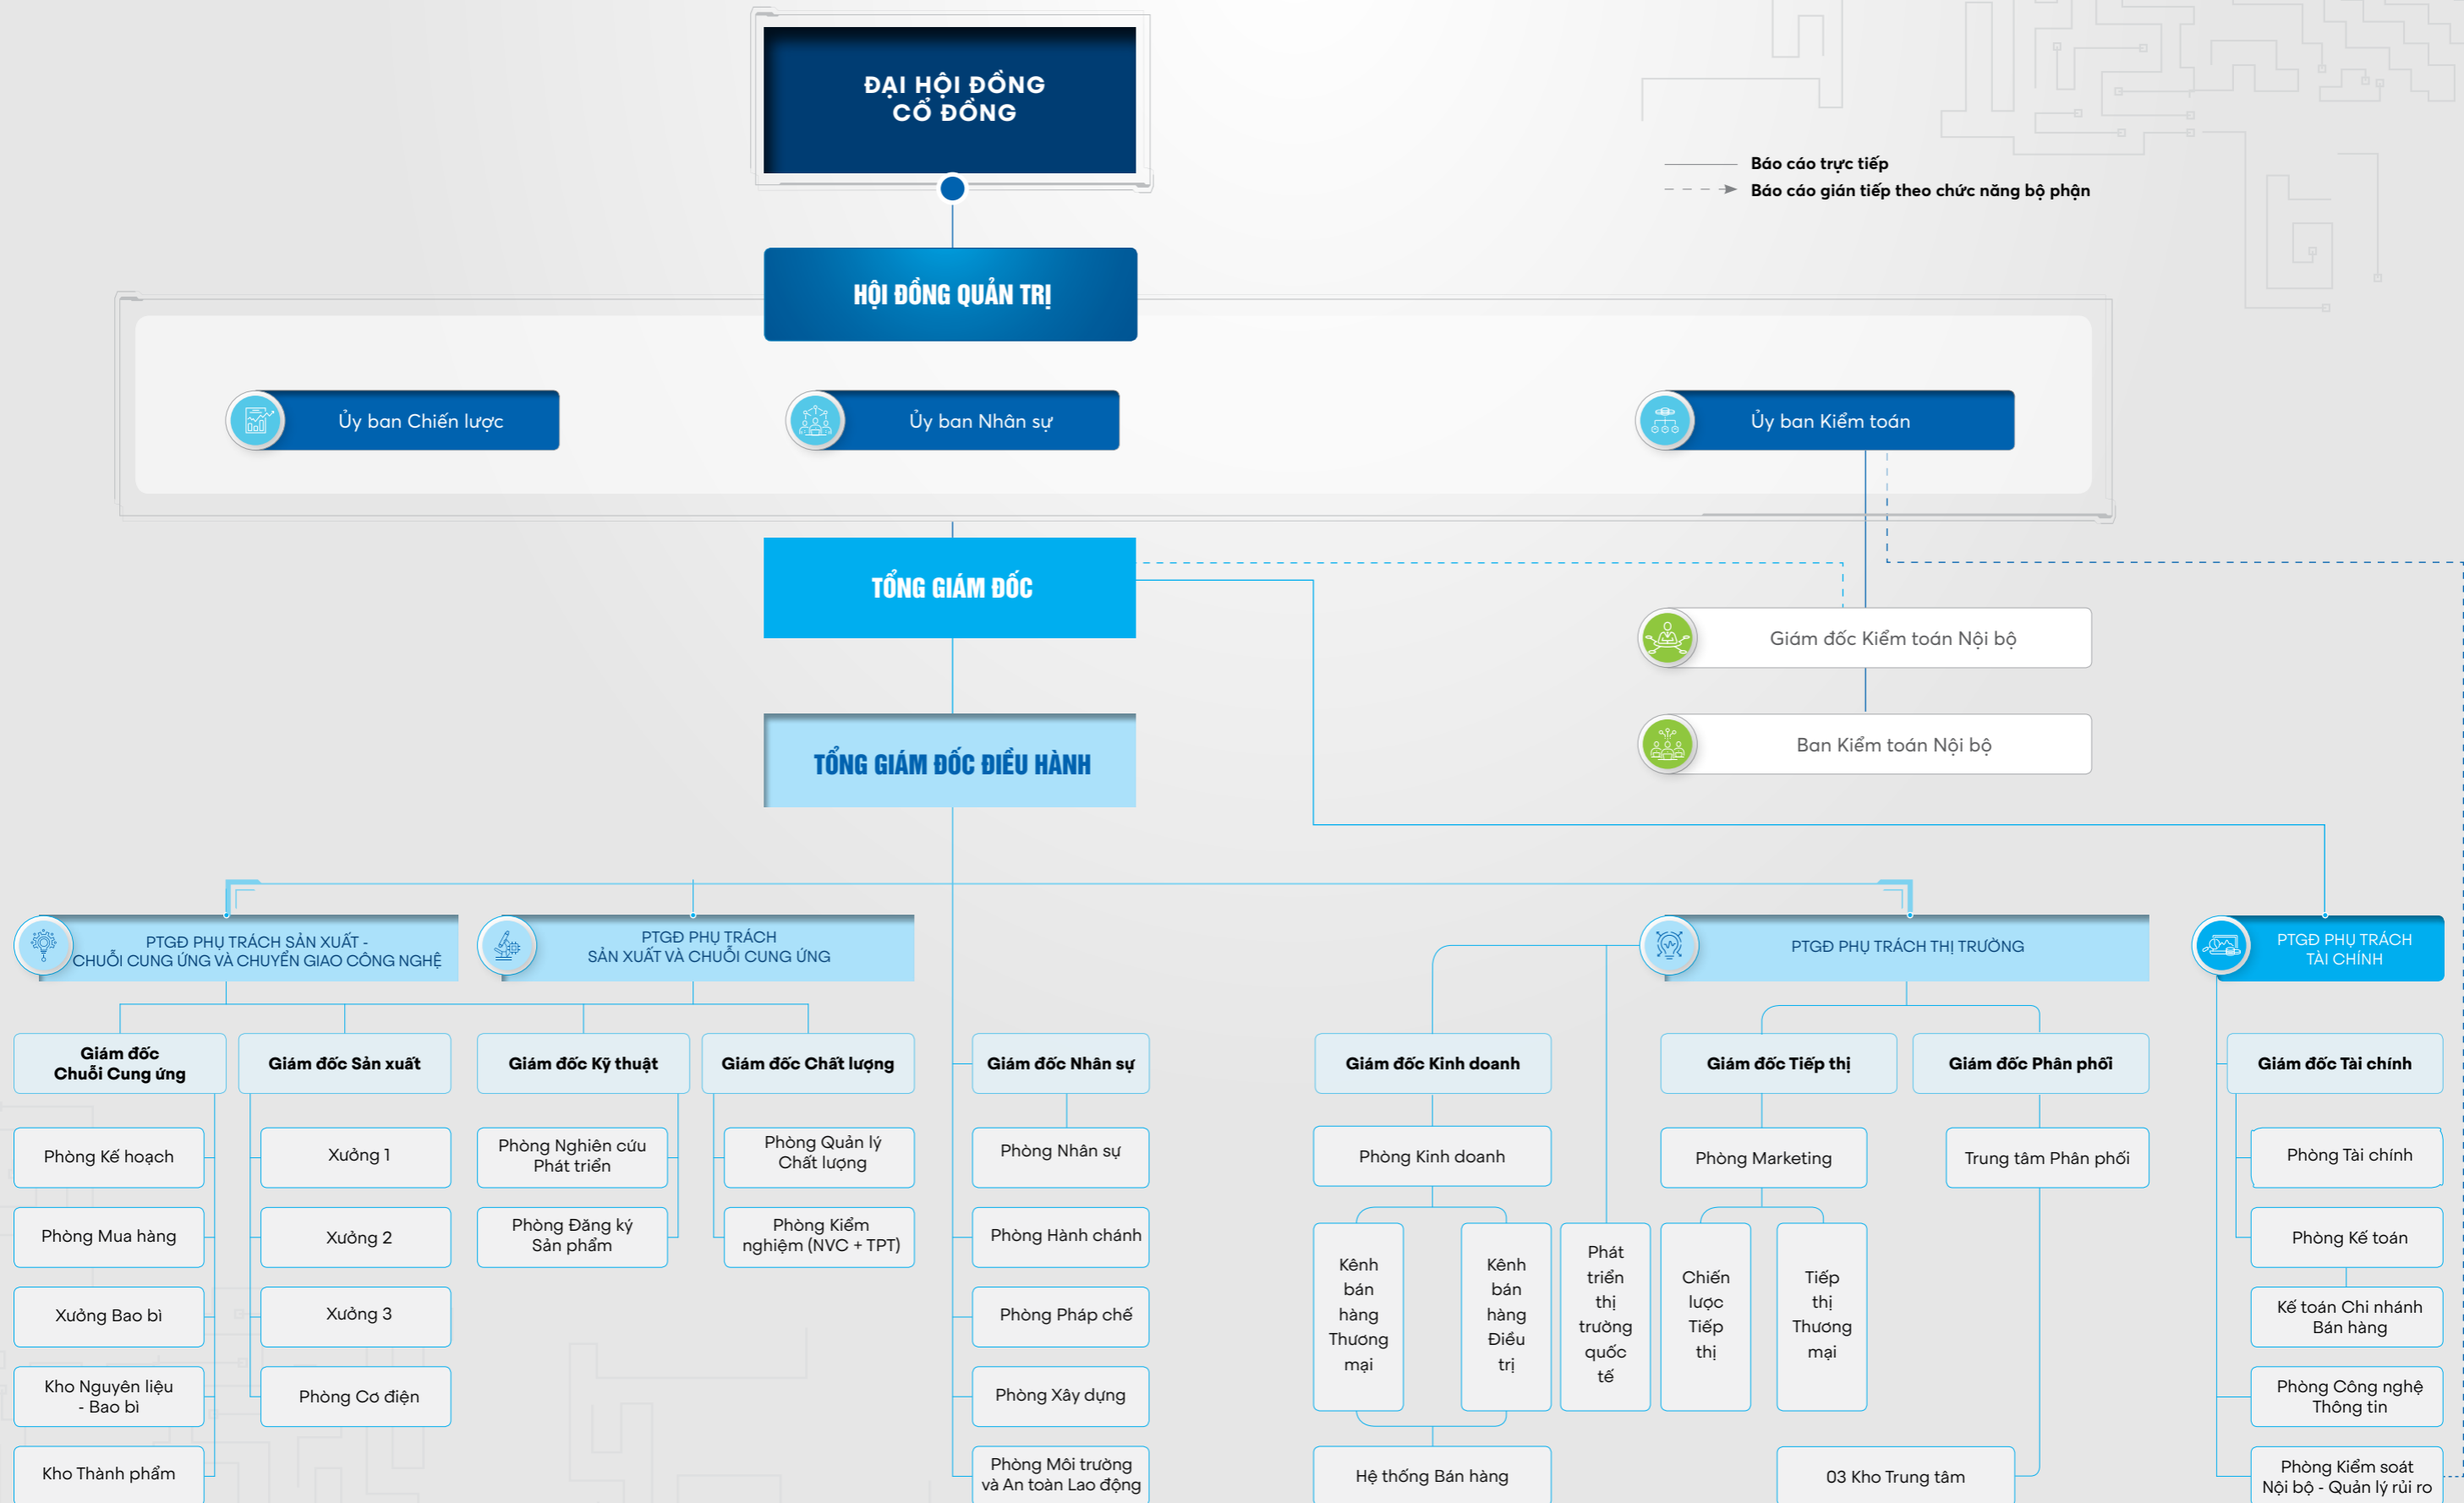 ĐẠI HỘI ĐỒNG
CỔ ĐÔNG
Báo cáo trực tiếp
Báo cáo gián tiếp theo chức năng bộ phận
HỘI ĐỒNG QUẢN TRỊ
Ủy ban Chiến lược
Ủy ban Nhân sự
Ủy ban Kiểm toán
TỔNG GIÁM ĐỐC
Giám đốc Kiểm toán Nội bộ
Ban Kiểm toán Nội bộ
TỔNG GIÁM ĐỐC ĐIỀU HÀNH
PTGĐ PHỤ TRÁCH SẢN XUẤT -
CHUỖI CUNG ỨNG VÀ CHUYỂN GIAO CÔNG NGHỆ
PTGĐ PHỤ TRÁCH
SẢN XUẤT VÀ CHUỖI CUNG ỨNG
PTGĐ PHỤ TRÁCH THỊ TRƯỜNG
PTGĐ PHỤ TRÁCH
TÀI CHÍNH
Giám đốc
Chuỗi Cung ứng
Phòng Kế hoạch
Phòng Mua hàng
Xưởng Bao bì
Kho Nguyên liệu
- Bao bì
Kho Thành phẩm
Giám đốc Sản xuất
Xưởng 1
Xưởng 2
Xưởng 3
Phòng Cơ điện
Giám đốc Kỹ thuật
Phòng Nghiên cứu
Phát triển
Phòng Đăng ký
Sản phẩm
Giám đốc Chất lượng
Phòng Quản lý
Chất lượng
Phòng Kiểm
nghiệm (NVC + TPT)
Giám đốc Nhân sự
Phòng Nhân sự
Phòng Hành chánh
Phòng Pháp chế
Phòng Xây dựng
Phòng Môi trường
và An toàn Lao động
Giám đốc Kinh doanh
Phòng Kinh doanh
Kênh
bán
hàng
Thương
mại
Kênh
bán
hàng
Điều
trị
Hệ thống Bán hàng
Phát
triển
thị
trường
quốc
tế
Giám đốc Tiếp thị
Phòng Marketing
Chiến
lược
Tiếp
thị
Tiếp
thị
Thương
mại
Giám đốc Phân phối
Trung tâm Phân phối
03 Kho Trung tâm
Giám đốc Tài chính
Phòng Tài chính
Phòng Kế toán
Kế toán Chi nhánh
Bán hàng
Phòng Công nghệ
Thông tin
Phòng Kiểm soát
Nội bộ - Quản lý rủi ro